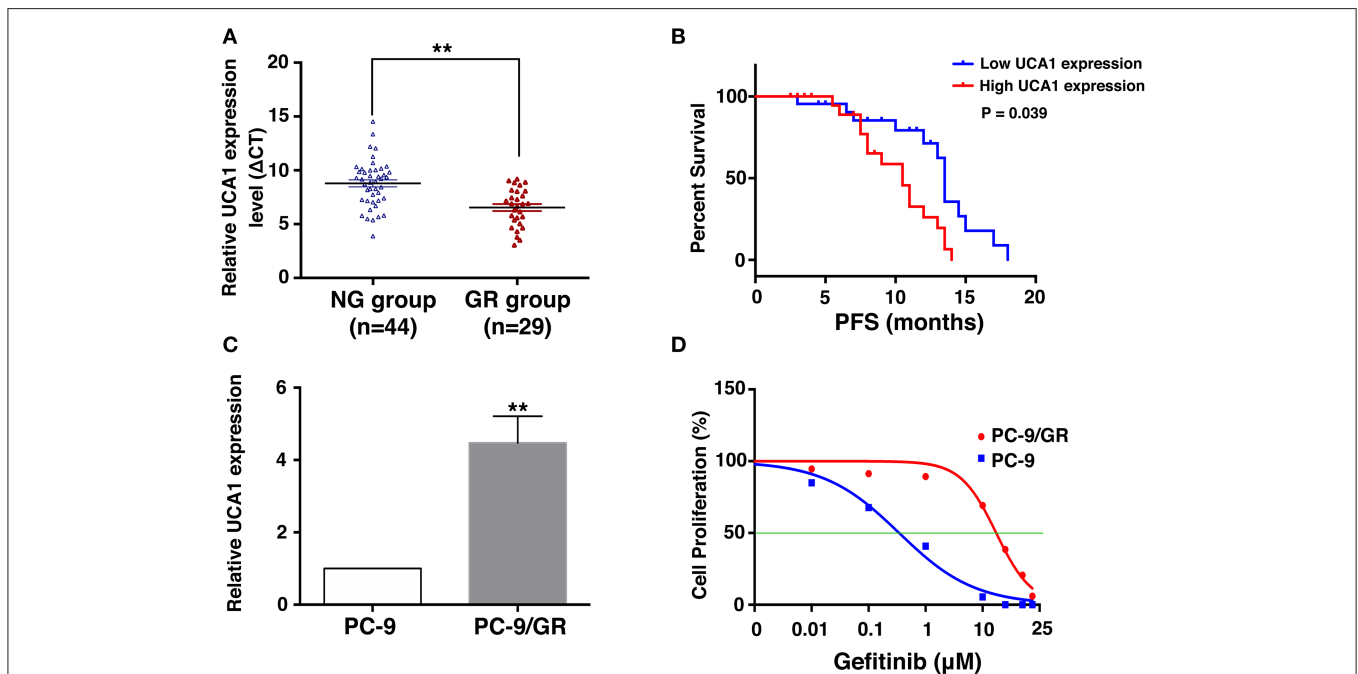 A
**
Relative UCA1 expression
level (ΔCT)
20
15
10
5
0
NG group
(n=44)
GR group
(n=29)
B
Low UCA1 expression
High UCA1 expression
P = 0.039
Percent Survival
100
50
0
0 5 10 15 20
PFS (months)
C
Relative UCA1 expression
6
4
2
0
**
PC-9 PC-9/GR
D
Cell Proliferation (%)
150
100
50
0
PC-9/GR
PC-9
0 0.01 0.1 1 10 25
Gefitinib (µM)